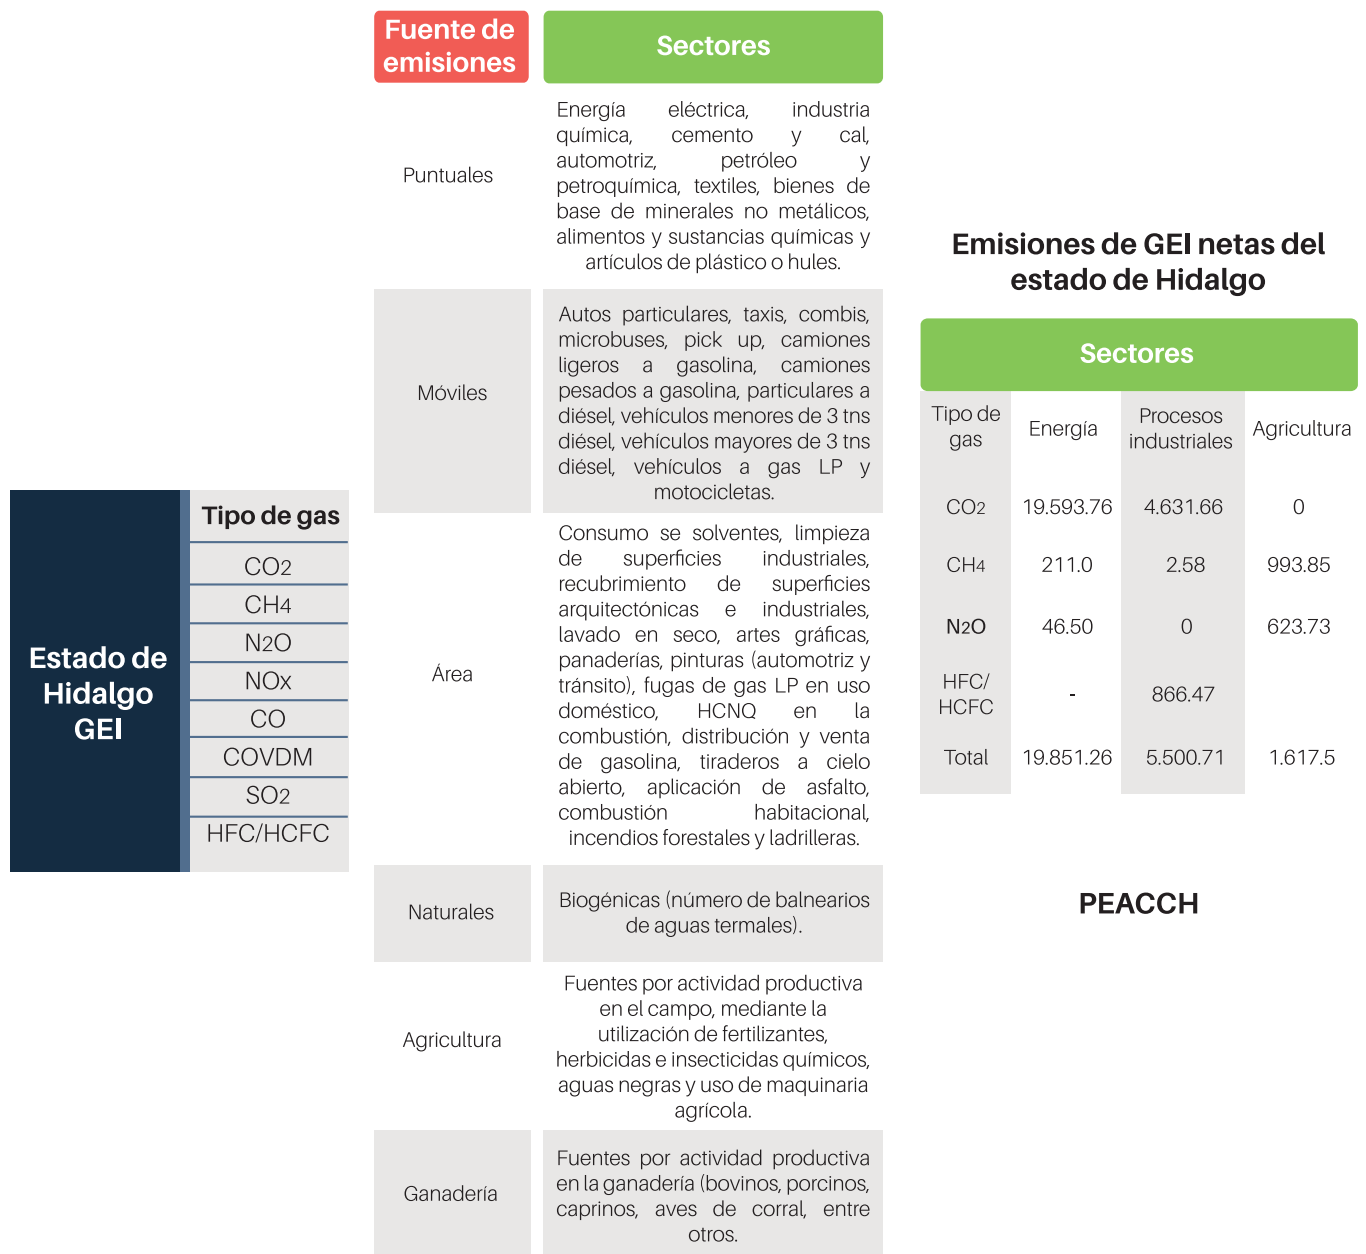 Estado de
Hidalgo
GEI
Tipo de gas
CO2
CH4
N2O
NOx
CO
COVDM
SO2
HFC/HCFC
Fuente de
emisiones
Sectores
Puntuales
Energía eléctrica, industria
química, cemento y cal,
automotriz, petróleo y
petroquímica, textiles, bienes de
base de minerales no metálicos,
alimentos y sustancias químicas y
artículos de plástico o hules.
Móviles
Autos particulares, taxis, combis,
microbuses, pick up, camiones
ligeros a gasolina, camiones
pesados a gasolina, particulares a
diésel, vehículos menores de 3 tns
diésel, vehículos mayores de 3 tns
diésel, vehículos a gas LP y
motocicletas.
Área
Consumo se solventes, limpieza
de superficies industriales,
recubrimiento de superficies
arquitectónicas e industriales,
lavado en seco, artes gráficas,
panaderías, pinturas (automotriz y
tránsito), fugas de gas LP en uso
doméstico, HCNQ en la
combustión, distribución y venta
de gasolina, tiraderos a cielo
abierto, aplicación de asfalto,
combustión habitacional,
incendios forestales y ladrilleras.
Naturales
Biogénicas (número de balnearios
de aguas termales).
Agricultura
Fuentes por actividad productiva
en el campo, mediante la
utilización de fertilizantes,
herbicidas e insecticidas químicos,
aguas negras y uso de maquinaria
agrícola.
Ganadería
Fuentes por actividad productiva
en la ganadería (bovinos, porcinos,
caprinos, aves de corral, entre
otros.
Emisiones de GEI netas del
estado de Hidalgo
Sectores
Tipo de gas Energía Procesos industriales Agricultura
CO2 19.593.76 4.631.66 0
CH4 211.0 2.58 993.85
N2O 46.50 0 623.73
HFC/HCFC - 866.47
Total 19.851.26 5.500.71 1.617.5
PEACCH